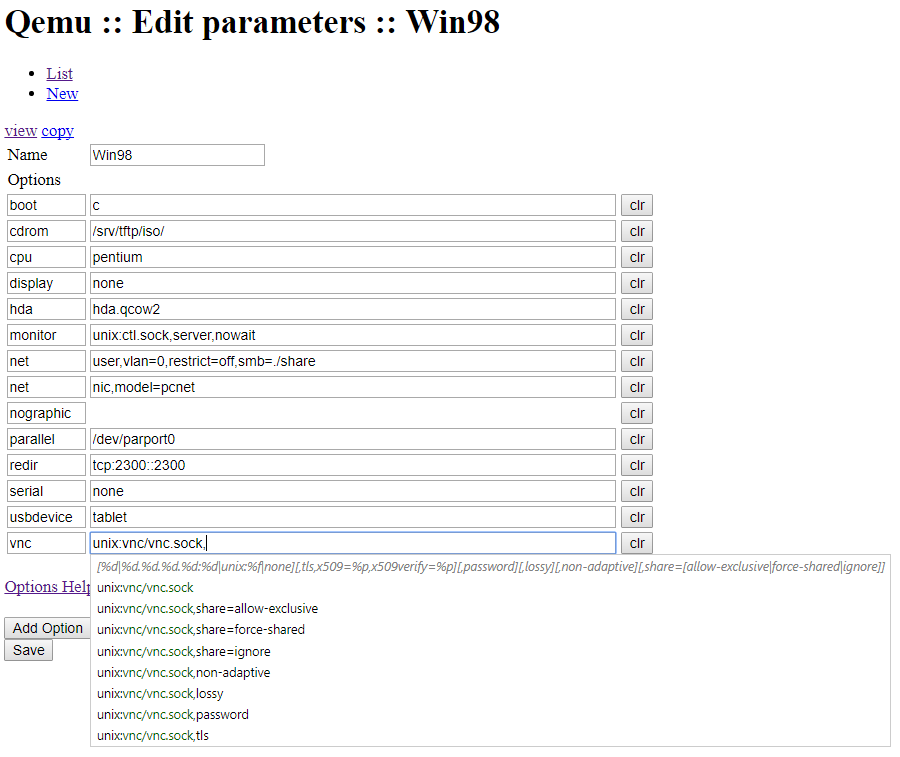 Qemu :: Edit parameters :: Win98
List
New
view copy
Name Win98
Options
boot c clr
cdrom /srv/tftp/iso/ clr
cpu pentium clr
display none clr
hda hda.qcow2 clr
monitor unix:ctl.sock,server,nowait clr
net user,vlan=0,restrict=off,smb=./share clr
net nic,model=pcnet clr
nographic clr
parallel /dev/parport0 clr
redir tcp:2300::2300 clr
serial none clr
usbdevice tablet clr
vnc unix:vnc/vnc.sock, clr
[%d|%d.%d.%d.%d:%d|unix:%f|none][,tls,x509=%p,x509verify=%p][,password][,lossy][,non-adaptive][,share=[allow-exclusive|force-shared|ignore]]
Options Help
unix:vnc/vnc.sock
unix:vnc/vnc.sock,share=allow-exclusive
Add Option
unix:vnc/vnc.sock,share=force-shared
Save
unix:vnc/vnc.sock,share=ignore
unix:vnc/vnc.sock,non-adaptive
unix:vnc/vnc.sock,lossy
unix:vnc/vnc.sock,password
unix:vnc/vnc.sock,tls